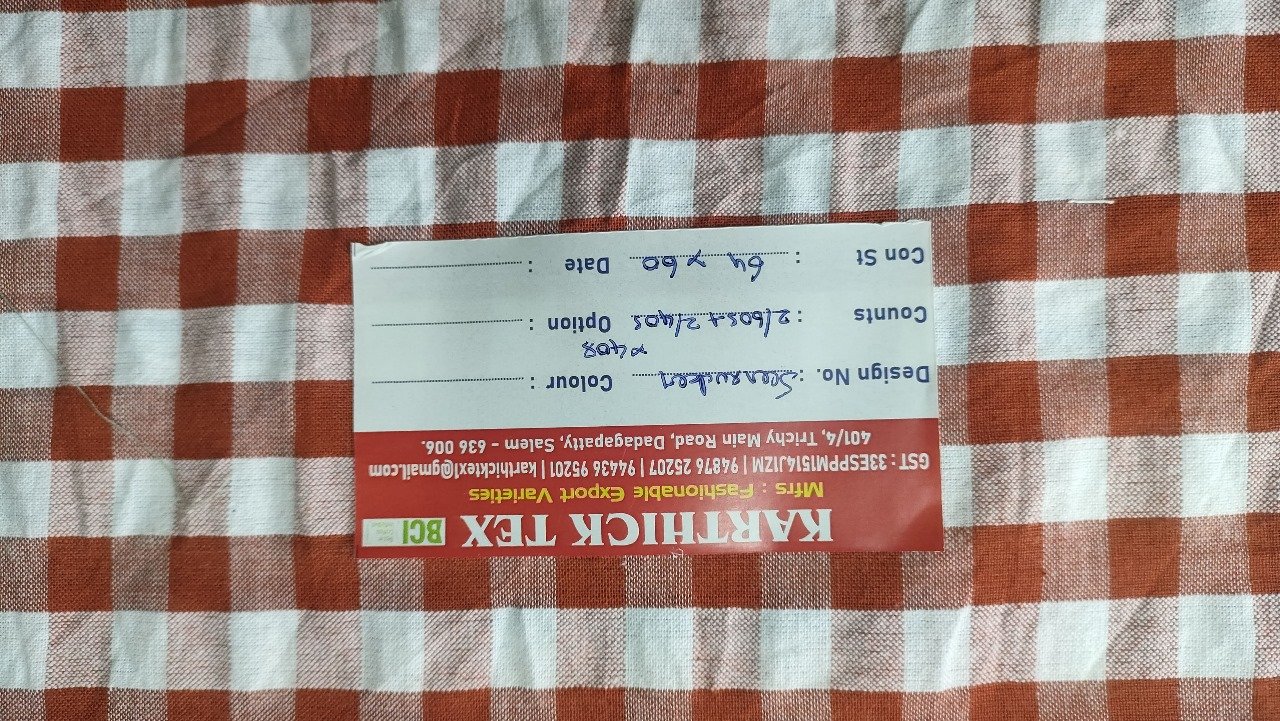 KARTHICK TEX BCI
Mfrs : Fashionable Export Varieties
GST : 33ESPPM1514J1ZM | 94876 25207 | 94436 95201 | karthicktex1@gmail.com
401/4, Trichy Main Road, Dadagapatty, Salem - 636 006.
Design No. : Seersucker Colour :
x40s
Counts : 2/60s+2/40s Option :
Con St : 64 x 60 Date :